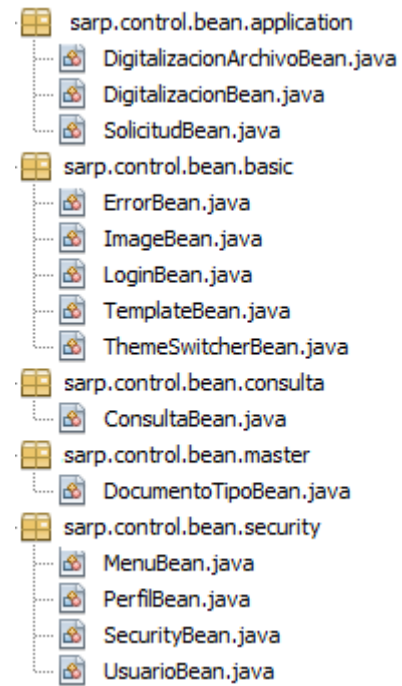 sarp.control.bean.application
DigitalizacionArchivoBean.java
DigitalizacionBean.java
SolicitudBean.java
sarp.control.bean.basic
ErrorBean.java
ImageBean.java
LoginBean.java
TemplateBean.java
ThemeSwitcherBean.java
sarp.control.bean.consulta
ConsultaBean.java
sarp.control.bean.master
DocumentoTipoBean.java
sarp.control.bean.security
MenuBean.java
PerfilBean.java
SecurityBean.java
UsuarioBean.java